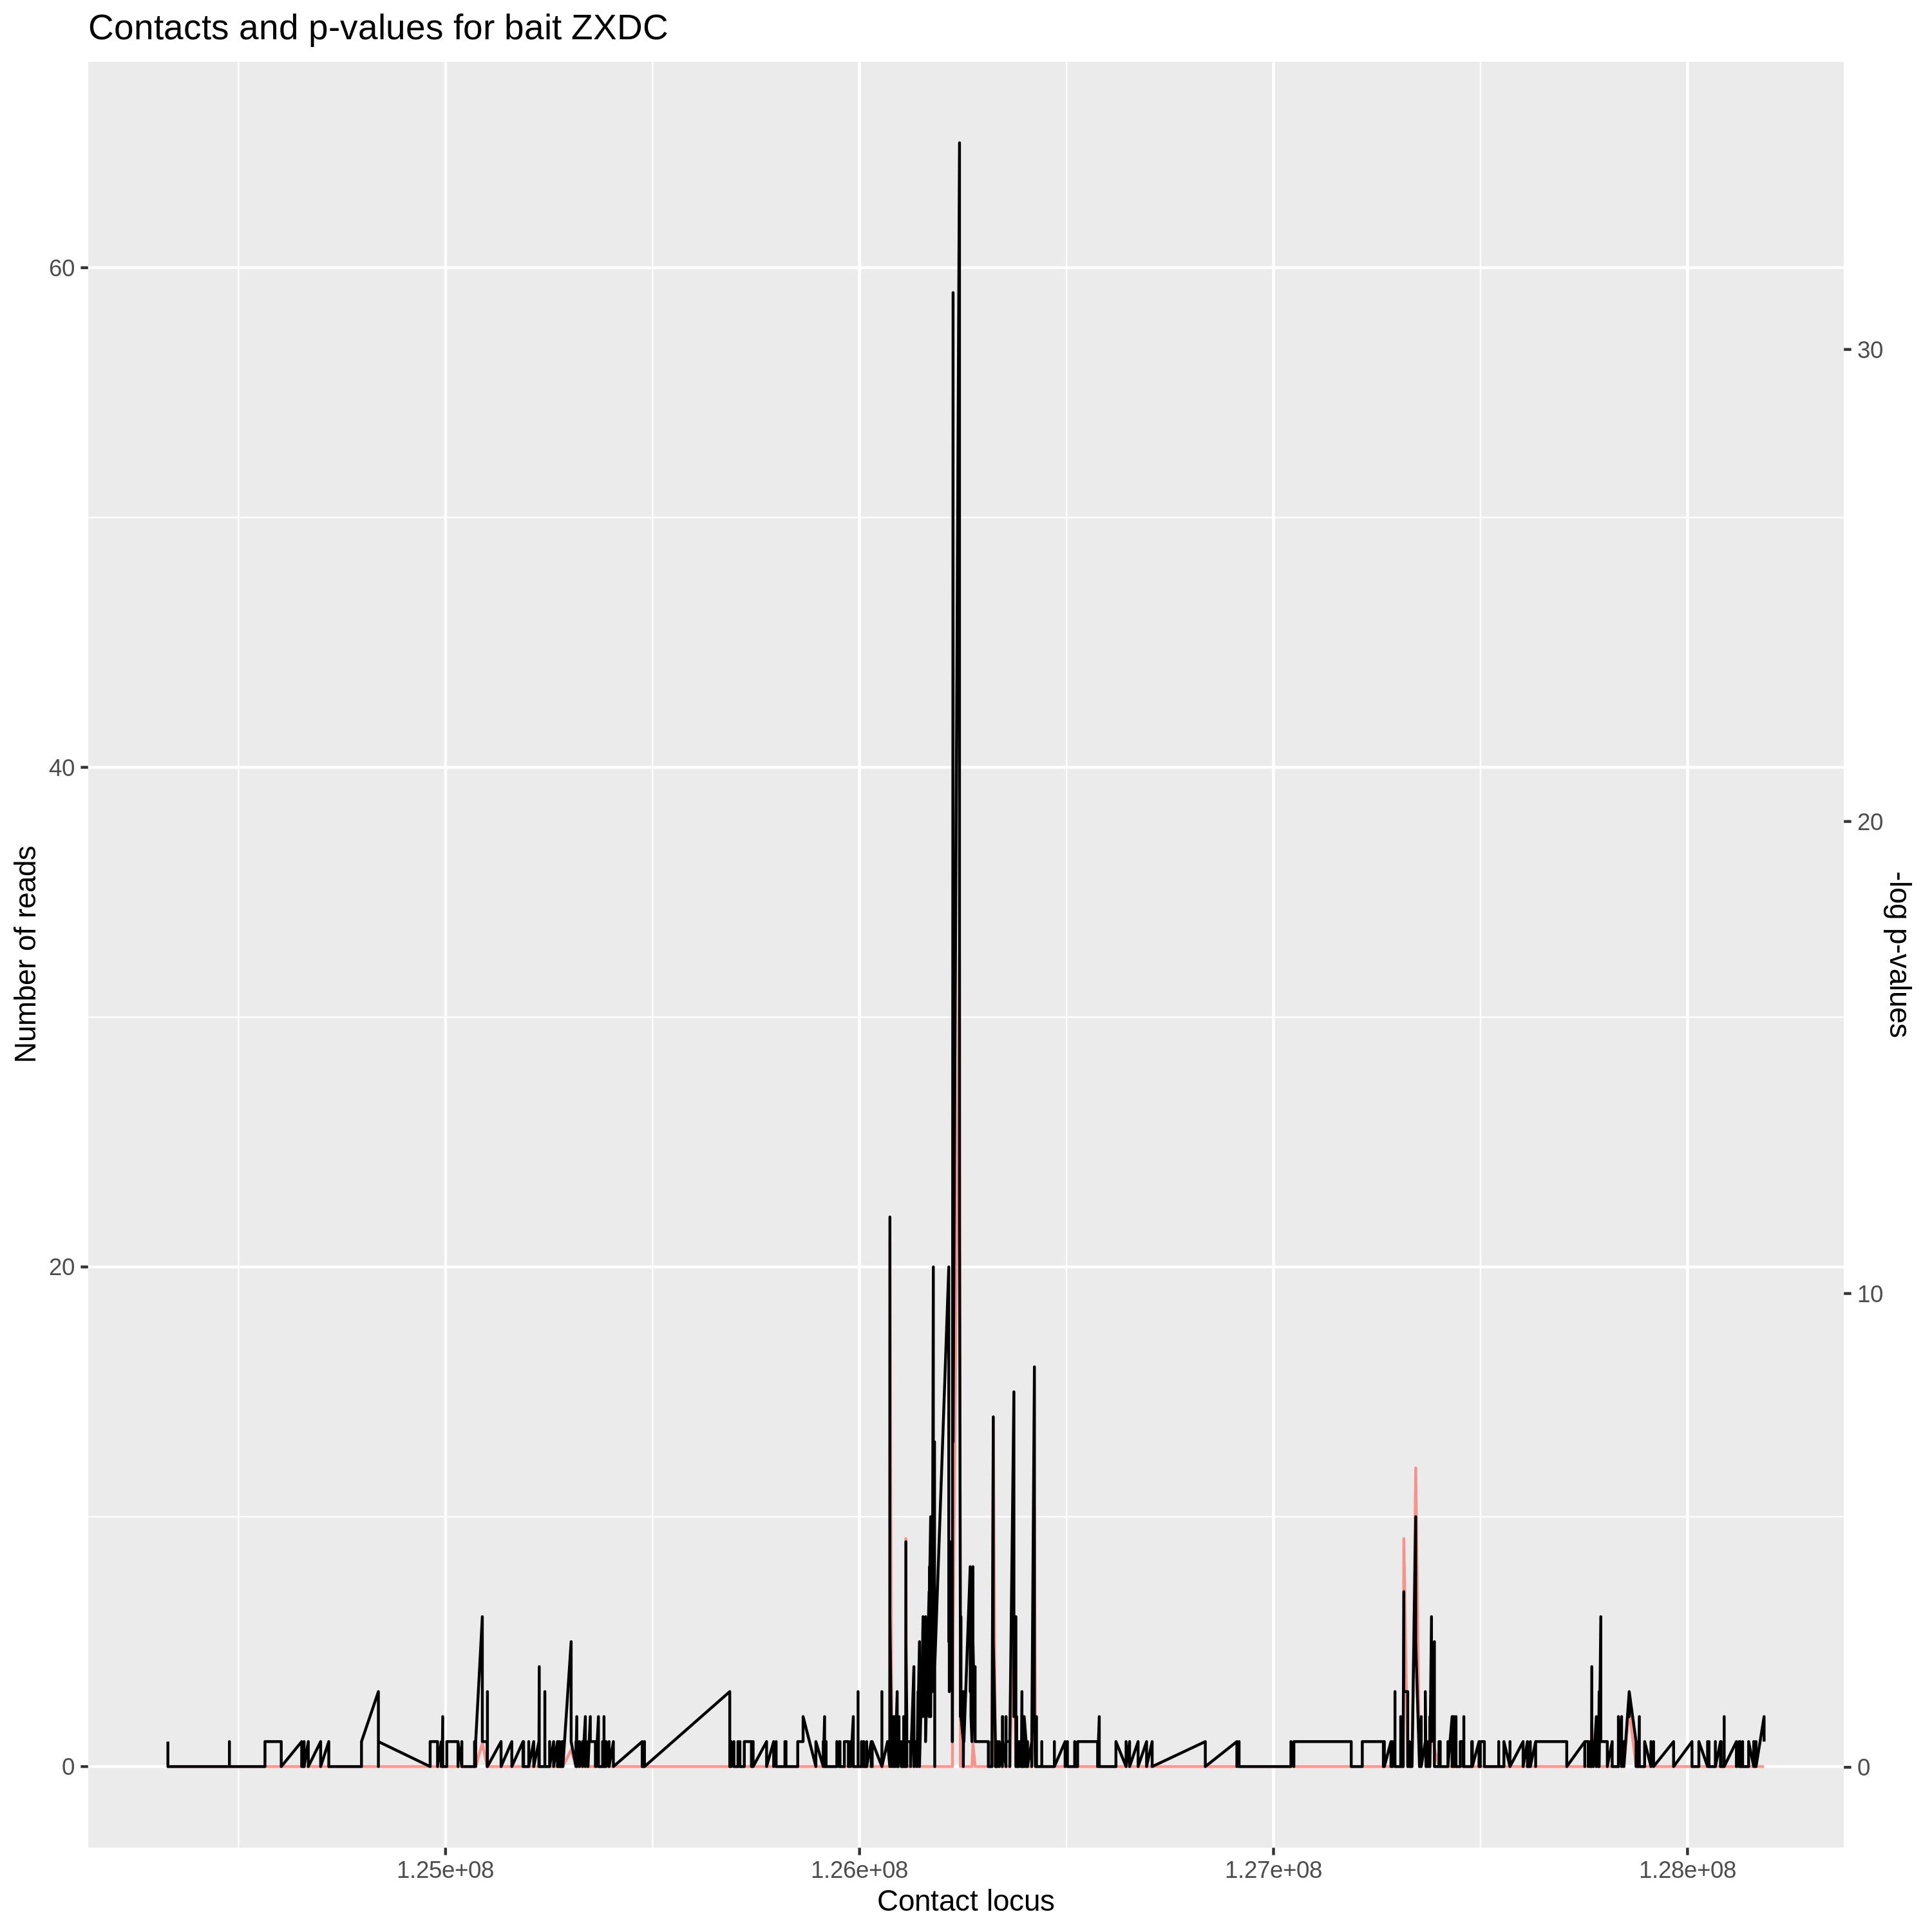 Contacts and p-values for bait ZXDC
Number of reads
60
40
20
0
30
20
10
0
-log p-values
1.25e+08
1.26e+08
1.27e+08
1.28e+08
Contact locus